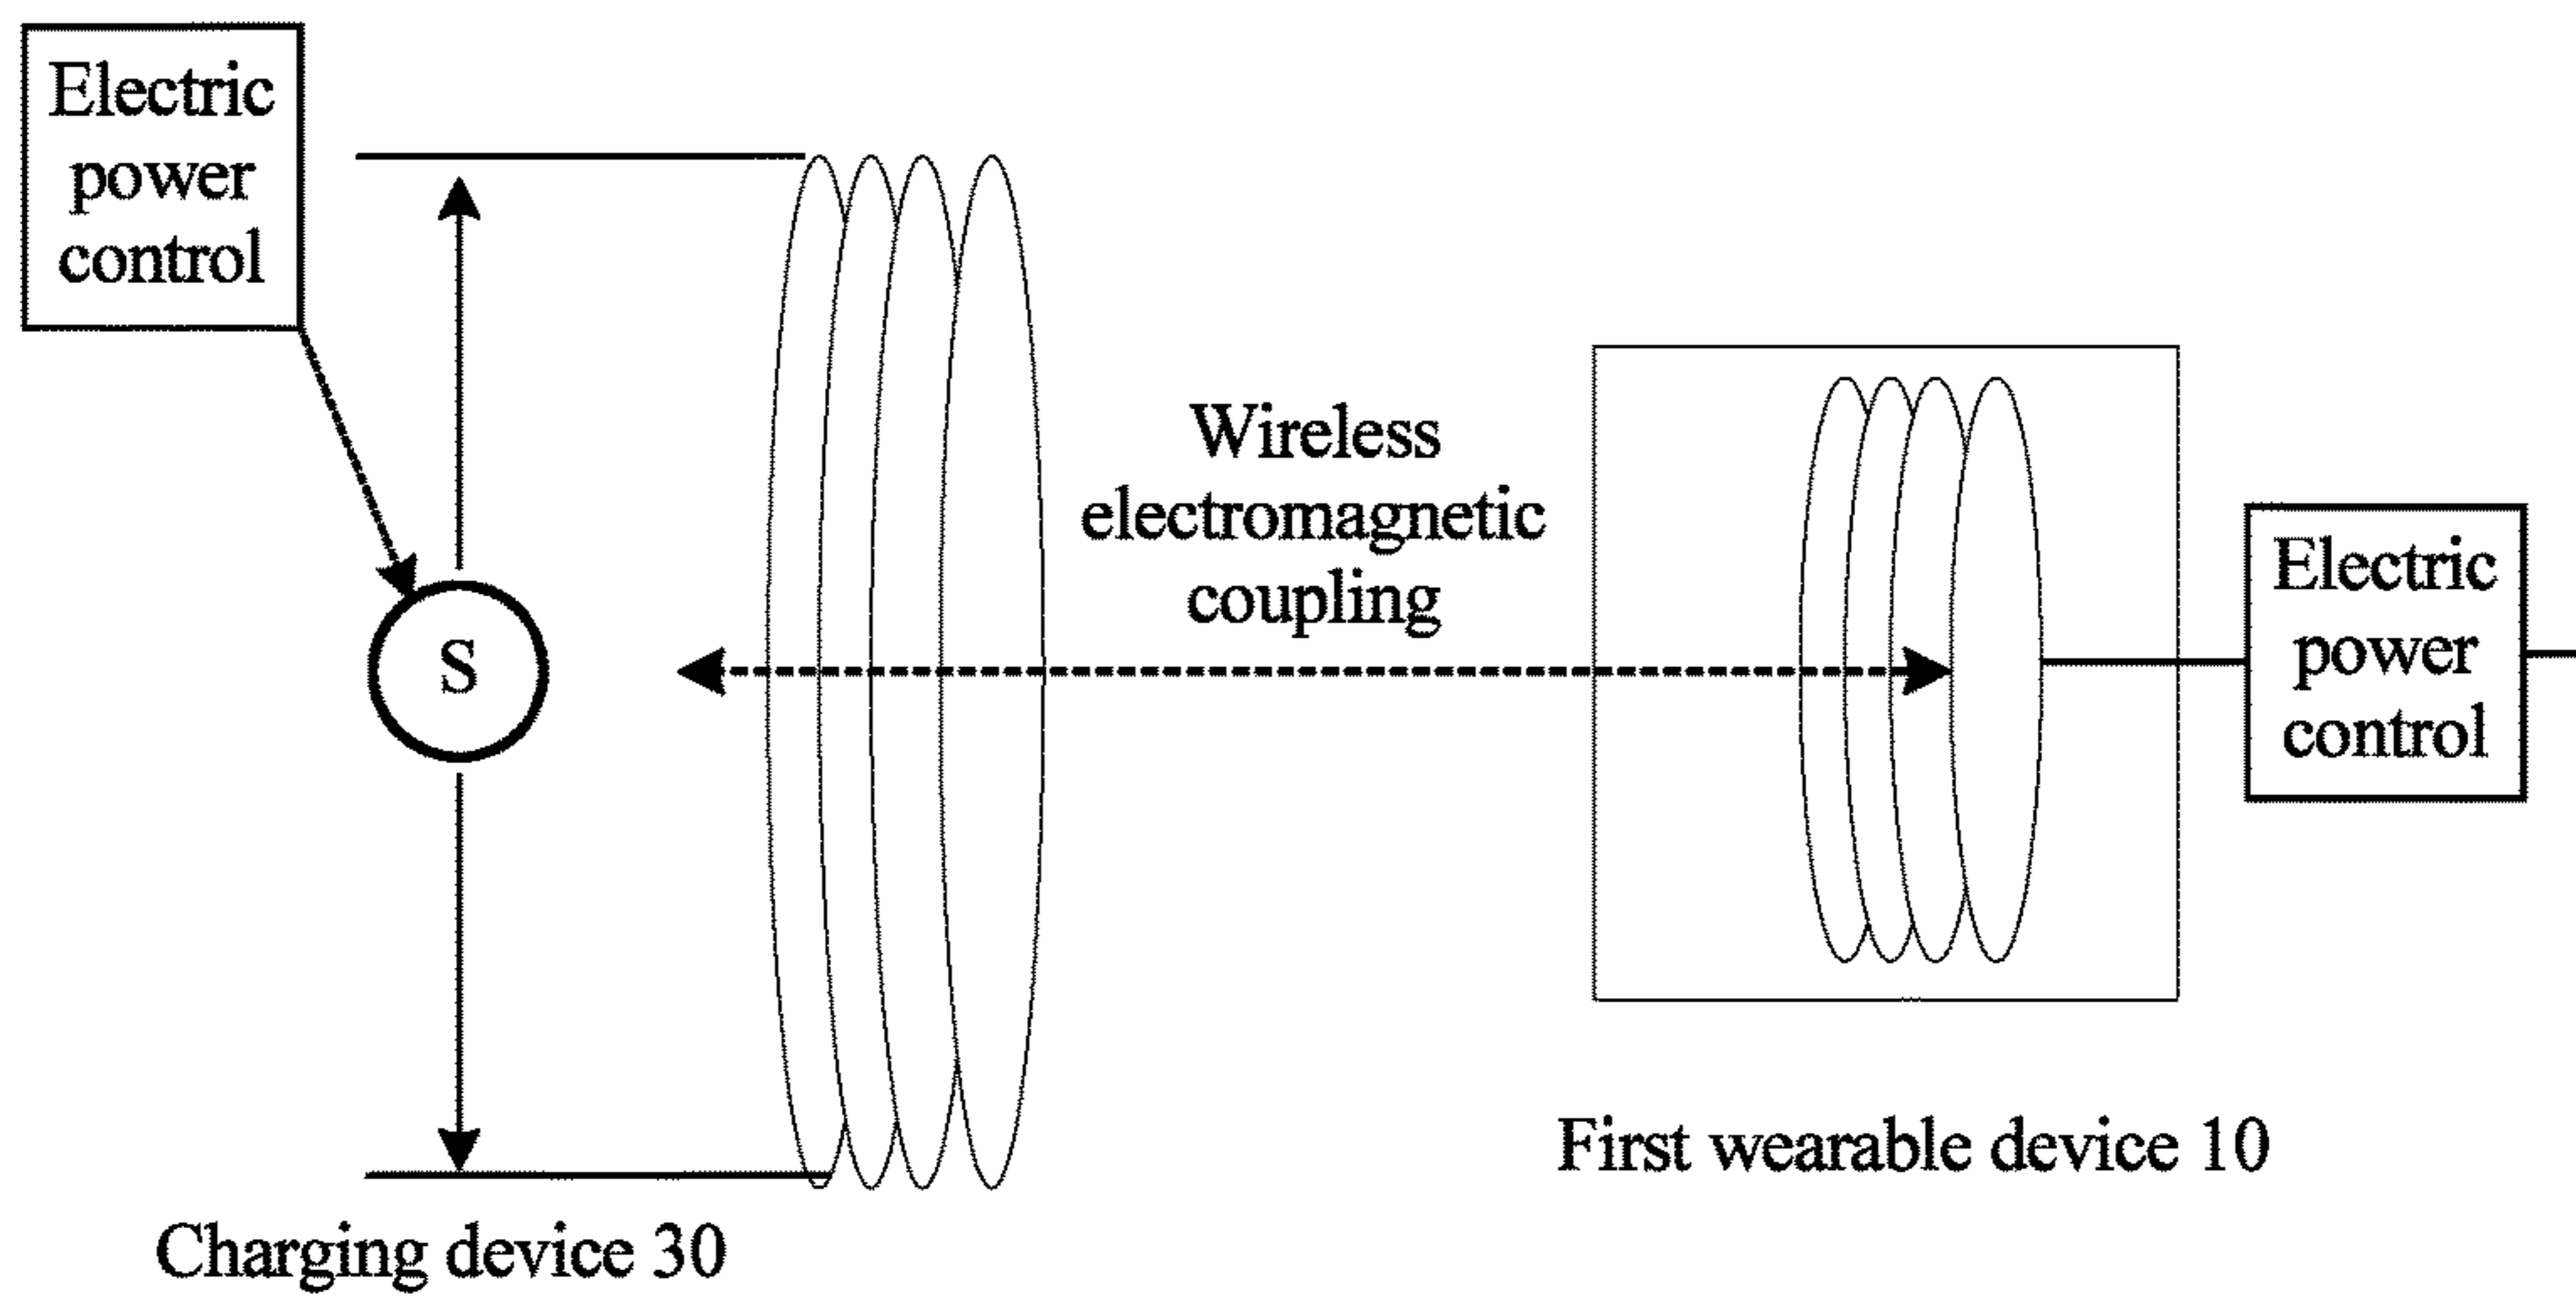 Electric
power
control
S
Wireless
electromagnetic
coupling
Electric
power
control
First wearable device 10
Charging device 30